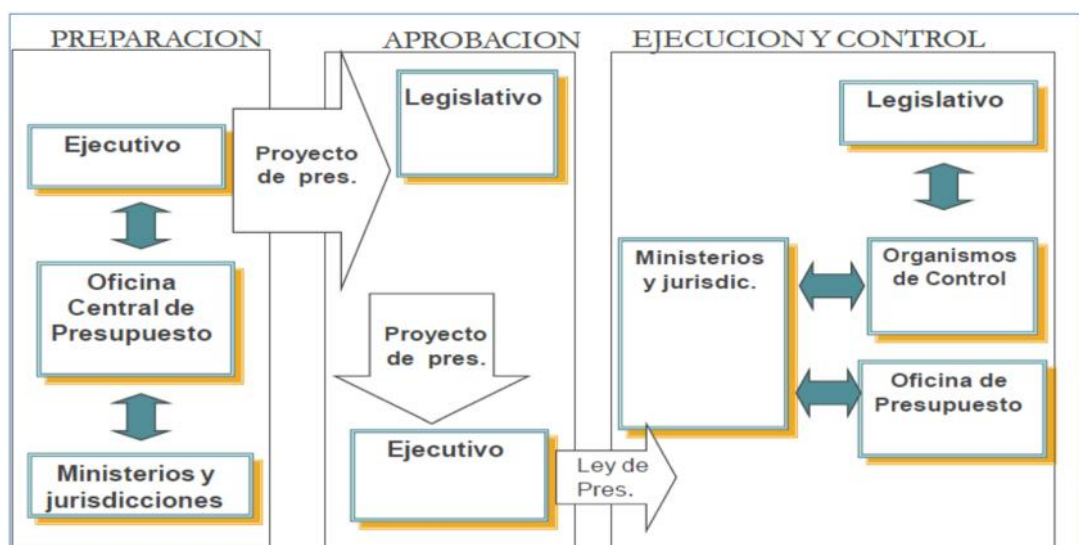 PREPARACION
Ejecutivo
Oficina
Central de
Presupuesto
Ministerios y
jurisdicciones
Proyecto
de pres.
APROBACION
Legislativo
Proyecto
de pres.
Ejecutivo
Ley de
Pres.
EJECUCION Y CONTROL
Legislativo
Ministerios
y jurisdic.
Organismos
de Control
Oficina de
Presupuesto